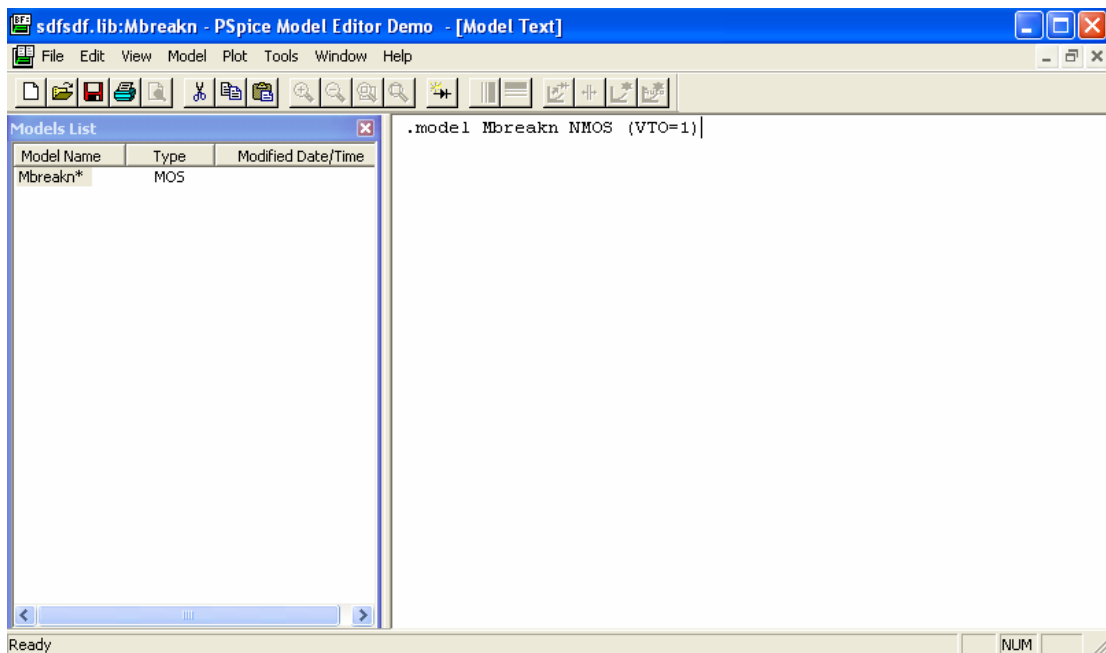 sdfsdf.lib:Mbreakn - PSpice Model Editor Demo - [Model Text]
File Edit View Model Plot Tools Window Help
Models List
Model Name Type Modified Date/Time
Mbreakn* MOS
.model Mbreakn NMOS (VTO=1)
Ready NUM